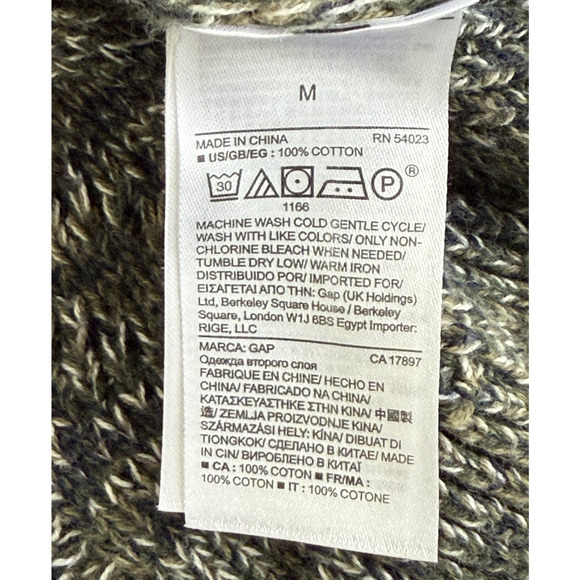 M
MADE IN CHINA RN 54023
■ US/GB/EG : 100% COTTON
30 P ®
1166
MACHINE WASH COLD GENTLE CYCLE/
WASH WITH LIKE COLORS/ ONLY NON-
CHLORINE BLEACH WHEN NEEDED/
TUMBLE DRY LOW/ WARM IRON
DISTRIBUIDO POR/ IMPORTED FOR/
ΕΙΣΑΓΕΤΑΙ ΑΠΟ ΤΗΝ: Gap (UK Holdings)
Ltd, Berkeley Square House / Berkeley
Square, London W1J 6BS Egypt Importer:
RIGE, LLC
MARCA: GAP CA 17897
Одежда второго слоя
FABRIQUE EN CHINE/ HECHO EN
CHINA/ FABRICADO NA CHINA/
ΚΑΤΑΣΚΕΥΑΣΤΗΚΕ ΣΤΗΝ ΚΙΝΑ/ 中國製
造/ ZEMLJA PROIZVODNJE KINA/
SZÁRMAZÁSI HELY: KÍNA/ DIBUAT DI
TIONGKOK/ СДЕЛАНО В КИТАЕ/ MADE
IN CIN/ ВИРОБЛЕНО В КИТАЇ
■ CA : 100% COTON ■ FR/MA :
100% COTON ■ IT : 100% COTONE